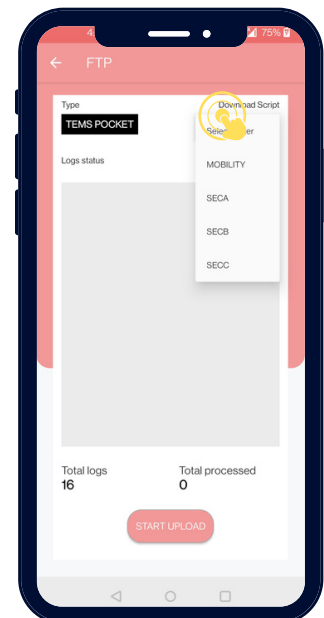 4
75%
FTP
Type
Download Script
TEMS POCKET
MOBILITY
Logs status
SECA
SECB
SECC
Total logs
Total processed
16
0
START UPLOAD